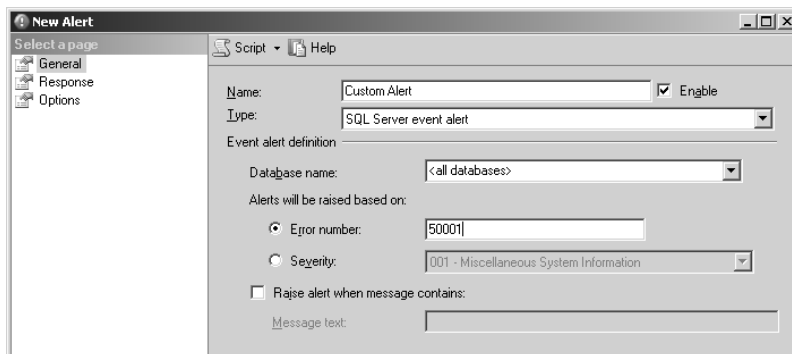 New Alert
Select a page
General
Response
Options
Script
Help
Name:
Custom Alert
Enable
Type:
SQL Server event alert
Event alert definition
Database name:
<all databases>
Alerts will be raised based on:
Error number:
50001
Severity:
001 - Miscellaneous System Information
Raise alert when message contains:
Message text: